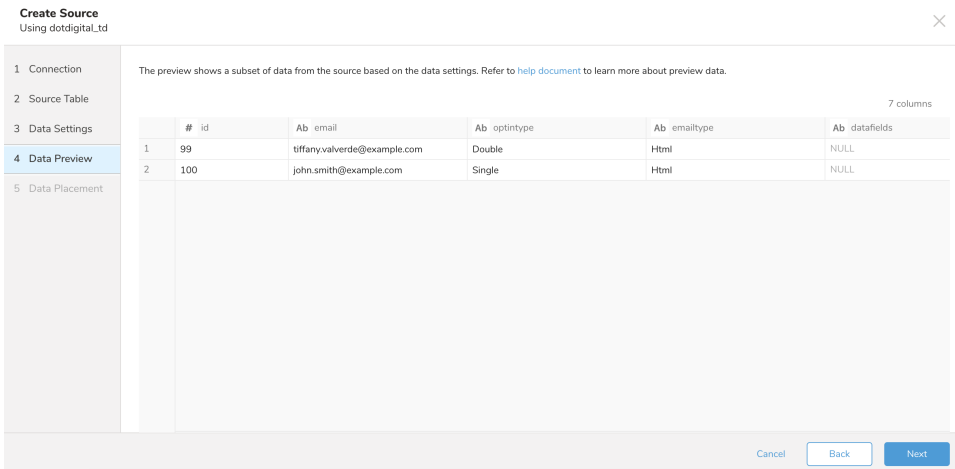 Create Source
Using dotdigital_td
1 Connection
2 Source Table
3 Data Settings
4 Data Preview
5 Data Placement
The preview shows a subset of data from the source based on the data settings. Refer to help document to learn more about preview data.
7 columns
# id Ab email Ab optintype Ab emailtype Ab datafields
1 99 tiffany.valverde@example.com Double Html NULL
2 100 john.smith@example.com Single Html NULL
Cancel Back Next